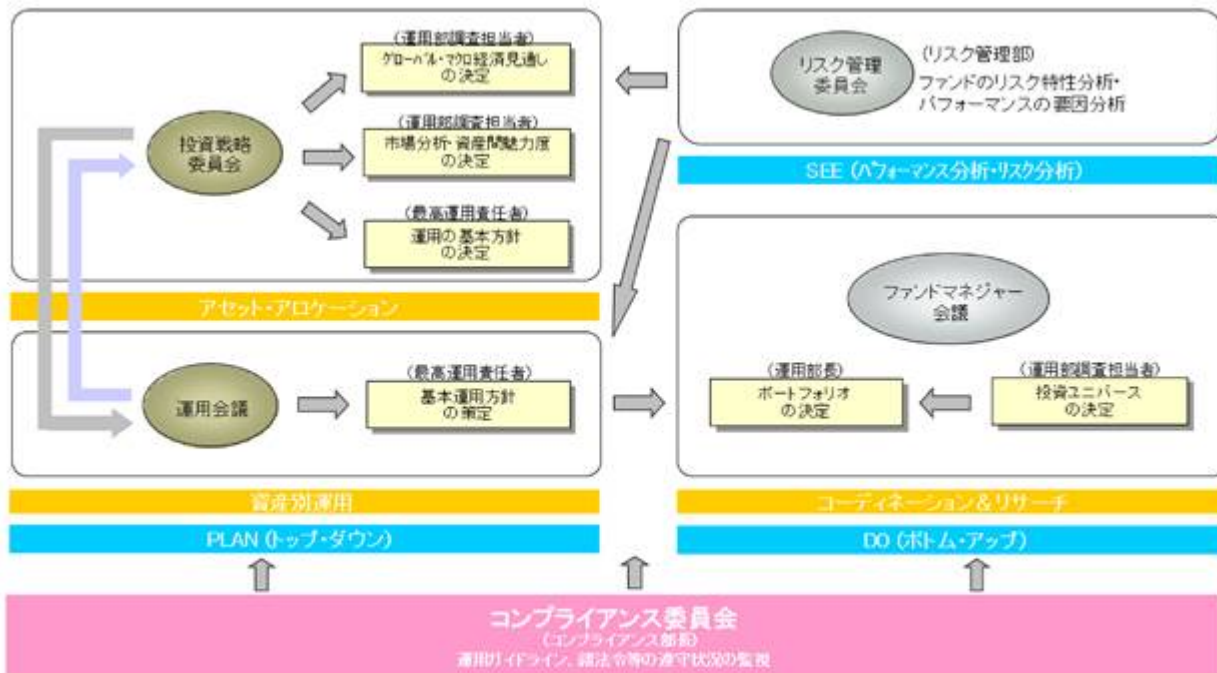 (運用部調査担当者)
グローバル・マクロ経済見通し
の決定
投資戦略
委員会
(運用部調査担当者)
市場分析・資産間魅力度
の決定
(最高運用責任者)
運用の基本方針
の決定
アセット・アロケーション
運用会議
(最高運用責任者)
基本運用方針
の策定
資産別運用
PLAN (トップ・ダウン)
リスク管理
委員会
(リスク管理部)
ファンドのリスク特性分析・
パフォーマンスの要因分析
SEE (パフォーマンス分析・リスク分析)
ファンドマネジャー
会議
(運用部長)
ポートフォリオ
の決定
(運用部調査担当者)
投資ユニバース
の決定
コーディネーション&リサーチ
DO (ボトム・アップ)
コンプライアンス委員会
(コンプライアンス部長)
運用ガイドライン、諸法令等の遵守状況の監視